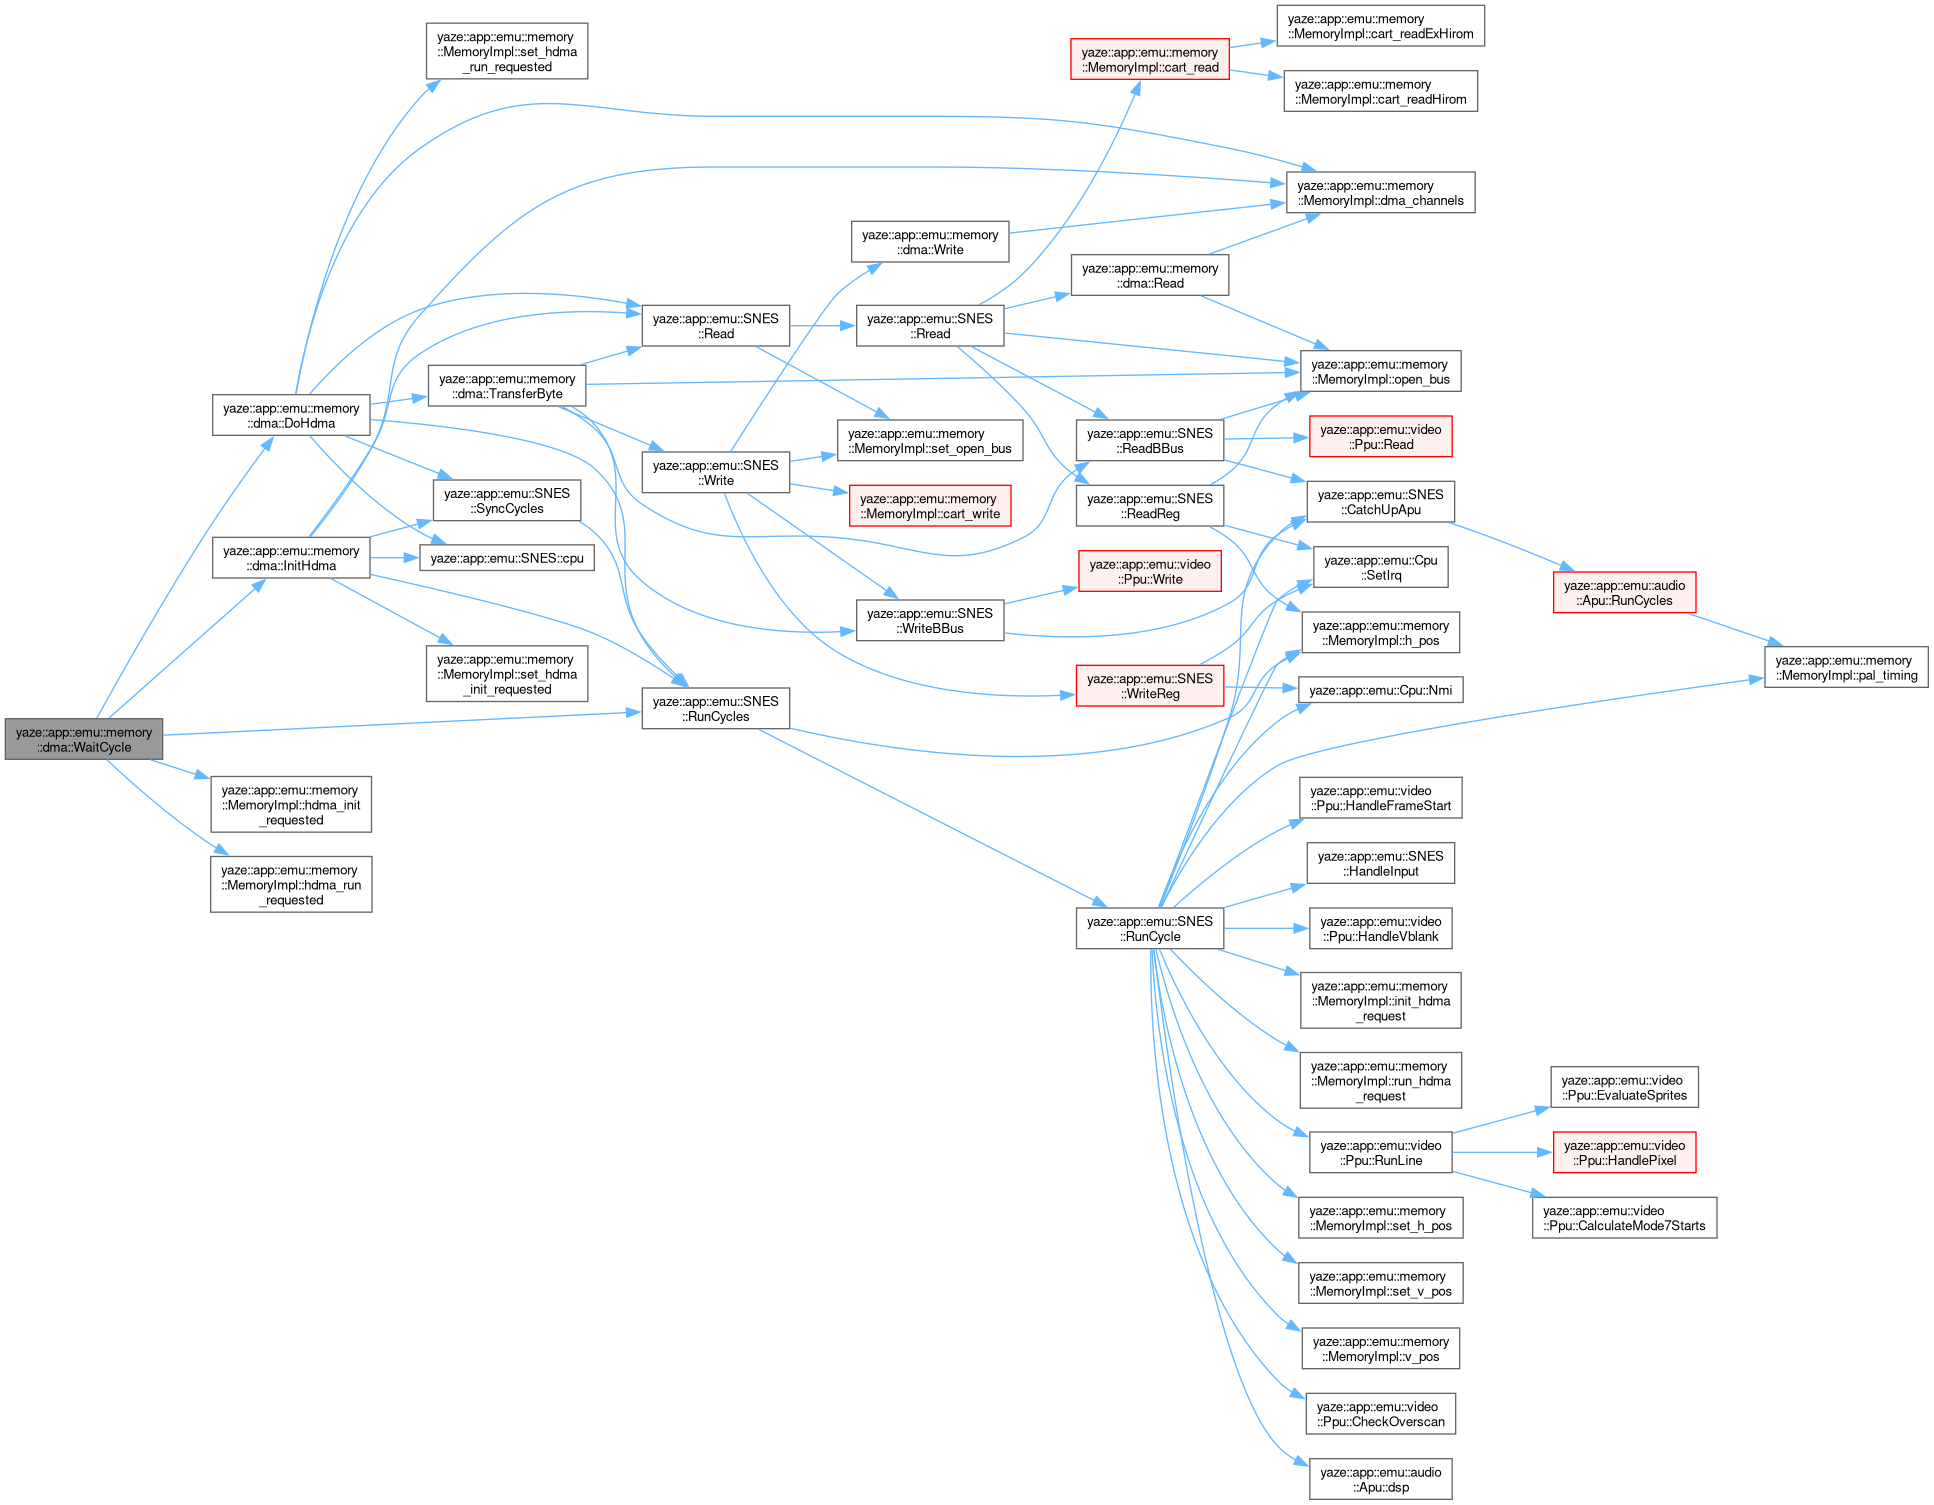 yaze::app::emu::memory
::dma::WaitCycle
yaze::app::emu::memory
::dma::DoHdma
yaze::app::emu::memory
::dma::InitHdma
yaze::app::emu::memory
::MemoryImpl::hdma_init
_requested
yaze::app::emu::memory
::MemoryImpl::hdma_run
_requested
yaze::app::emu::memory
::MemoryImpl::set_hdma
_run_requested
yaze::app::emu::memory
::dma::TransferByte
yaze::app::emu::SNES
::SyncCycles
yaze::app::emu::SNES::cpu
yaze::app::emu::memory
::MemoryImpl::set_hdma
_init_requested
yaze::app::emu::SNES
::Read
yaze::app::emu::SNES
::Write
yaze::app::emu::SNES
::RunCycles
yaze::app::emu::memory
::dma::Write
yaze::app::emu::SNES
::Rread
yaze::app::emu::memory
::MemoryImpl::set_open_bus
yaze::app::emu::memory
::MemoryImpl::cart_write
yaze::app::emu::SNES
::WriteBBus
yaze::app::emu::memory
::MemoryImpl::cart_read
yaze::app::emu::memory
::dma::Read
yaze::app::emu::SNES
::ReadBBus
yaze::app::emu::SNES
::ReadReg
yaze::app::emu::video
::Ppu::Write
yaze::app::emu::SNES
::WriteReg
yaze::app::emu::SNES
::RunCycle
yaze::app::emu::memory
::MemoryImpl::cart_readExHirom
yaze::app::emu::memory
::MemoryImpl::cart_readHirom
yaze::app::emu::memory
::MemoryImpl::dma_channels
yaze::app::emu::memory
::MemoryImpl::open_bus
yaze::app::emu::video
::Ppu::Read
yaze::app::emu::SNES
::CatchUpApu
yaze::app::emu::Cpu
::SetIrq
yaze::app::emu::memory
::MemoryImpl::h_pos
yaze::app::emu::Cpu::Nmi
yaze::app::emu::video
::Ppu::HandleFrameStart
yaze::app::emu::SNES
::HandleInput
yaze::app::emu::video
::Ppu::HandleVblank
yaze::app::emu::memory
::MemoryImpl::init_hdma
_request
yaze::app::emu::memory
::MemoryImpl::run_hdma
_request
yaze::app::emu::video
::Ppu::RunLine
yaze::app::emu::memory
::MemoryImpl::set_h_pos
yaze::app::emu::memory
::MemoryImpl::set_v_pos
yaze::app::emu::memory
::MemoryImpl::v_pos
yaze::app::emu::video
::Ppu::CheckOverscan
yaze::app::emu::audio
::Apu::dsp
yaze::app::emu::audio
::Apu::RunCycles
yaze::app::emu::video
::Ppu::EvaluateSprites
yaze::app::emu::video
::Ppu::HandlePixel
yaze::app::emu::video
::Ppu::CalculateMode7Starts
yaze::app::emu::memory
::MemoryImpl::pal_timing